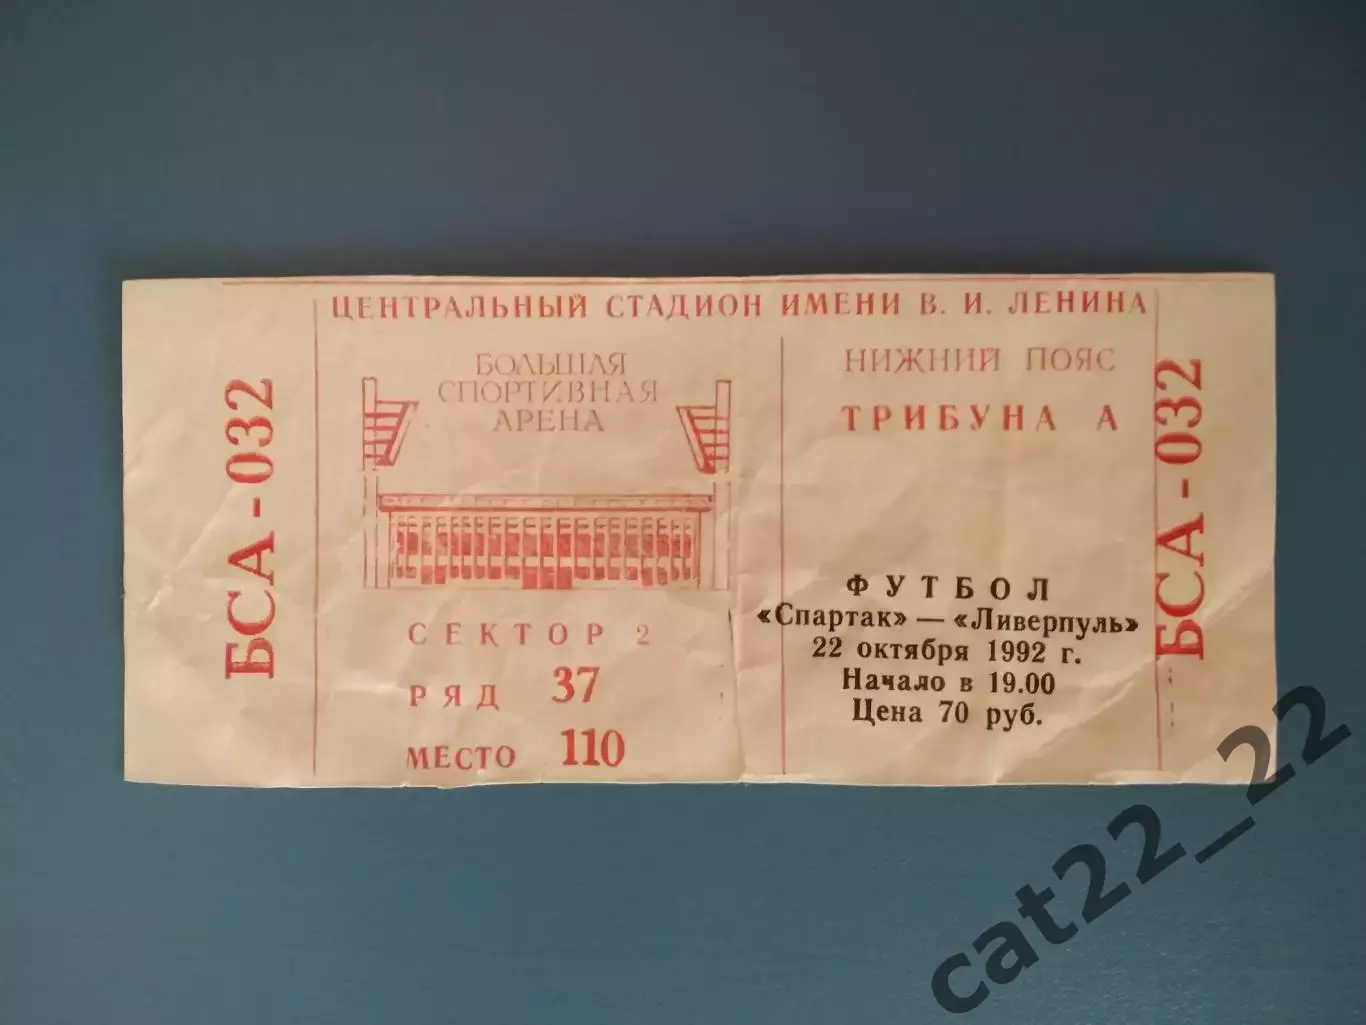 ЦЕНТРАЛЬНЫЙ СТАДИОН ИМЕНИ В. И. ЛЕНИНА
БСА - 032
БОЛЬШАЯ
СПОРТИВНАЯ
АРЕНА
СЕКТОР 2
РЯД 37
МЕСТО 110
НИЖНИЙ ПОЯС
ТРИБУНА А
ФУТБОЛ
«Спартак» — «Ливерпуль»
22 октября 1992 г.
Начало в 19.00
Цена 70 руб.
БСА - 032
cat22_22